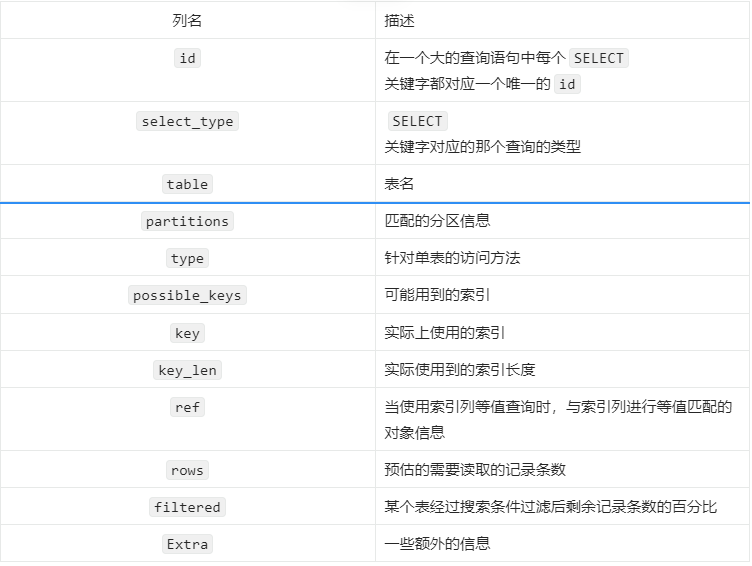 列名 描述
id 在一个大的查询语句中每个 SELECT
关键字都对应一个唯一的 id
select_type SELECT
关键字对应的那个查询的类型
table 表名
partitions 匹配的分区信息
type 针对单表的访问方法
possible_keys 可能用到的索引
key 实际上使用的索引
key_len 实际使用到的索引长度
ref 当使用索引列等值查询时，与索引列进行等值匹配的
对象信息
rows 预估的需要读取的记录条数
filtered 某个表经过搜索条件过滤后剩余记录条数的百分比
Extra 一些额外的信息